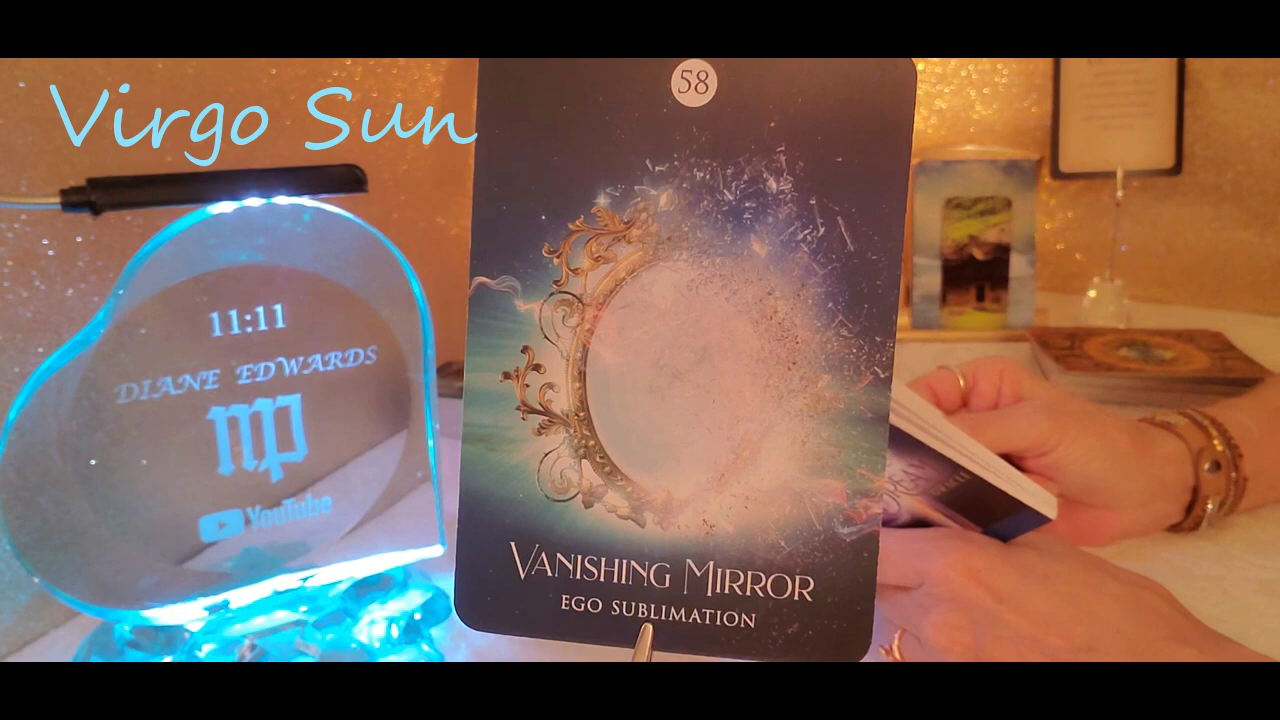 Virgo Sun
58
11:11
DIANE EDWARDS
YouTube
VANISHING MIRROR
EGO SUBLIMATION